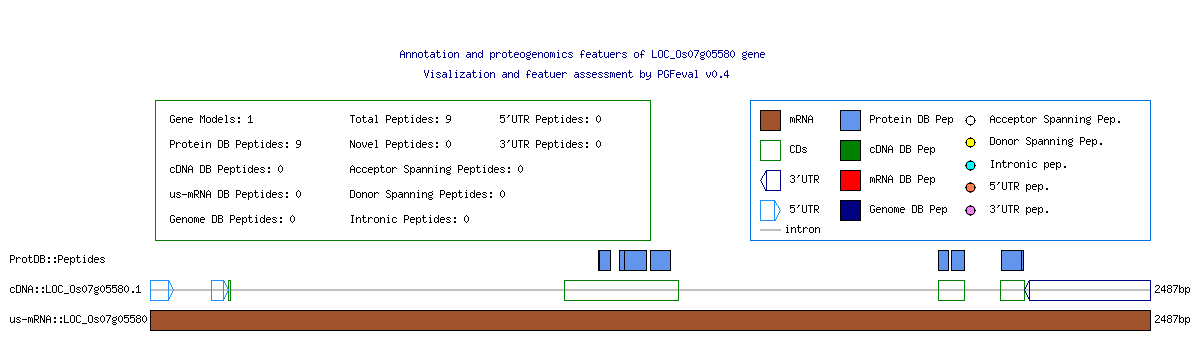 Annotation and proteogenomics featuers of LOC_Os07g05580 gene
Visalization and featuer assessment by PGFeval v0.4
Gene Models: 1 Total Peptides: 9 5'UTR Peptides: 0
Protein DB Peptides: 9 Novel Peptides: 0 3'UTR Peptides: 0
cDNA DB Peptides: 0 Acceptor Spanning Peptides: 0
us-mRNA DB Peptides: 0 Donor Spanning Peptides: 0
Genome DB Peptides: 0 Intronic Peptides: 0
mRNA Protein DB Pep Acceptor Spanning Pep.
CDs cDNA DB Pep Donor Spanning Pep.
3'UTR mRNA DB Pep Intronic pep.
5'UTR Genome DB Pep 5'UTR pep.
intron 3'UTR pep.
ProtDB::Peptides
cDNA::LOC_Os07g05580.1 2487bp
us-mRNA::LOC_Os07g05580 2487bp